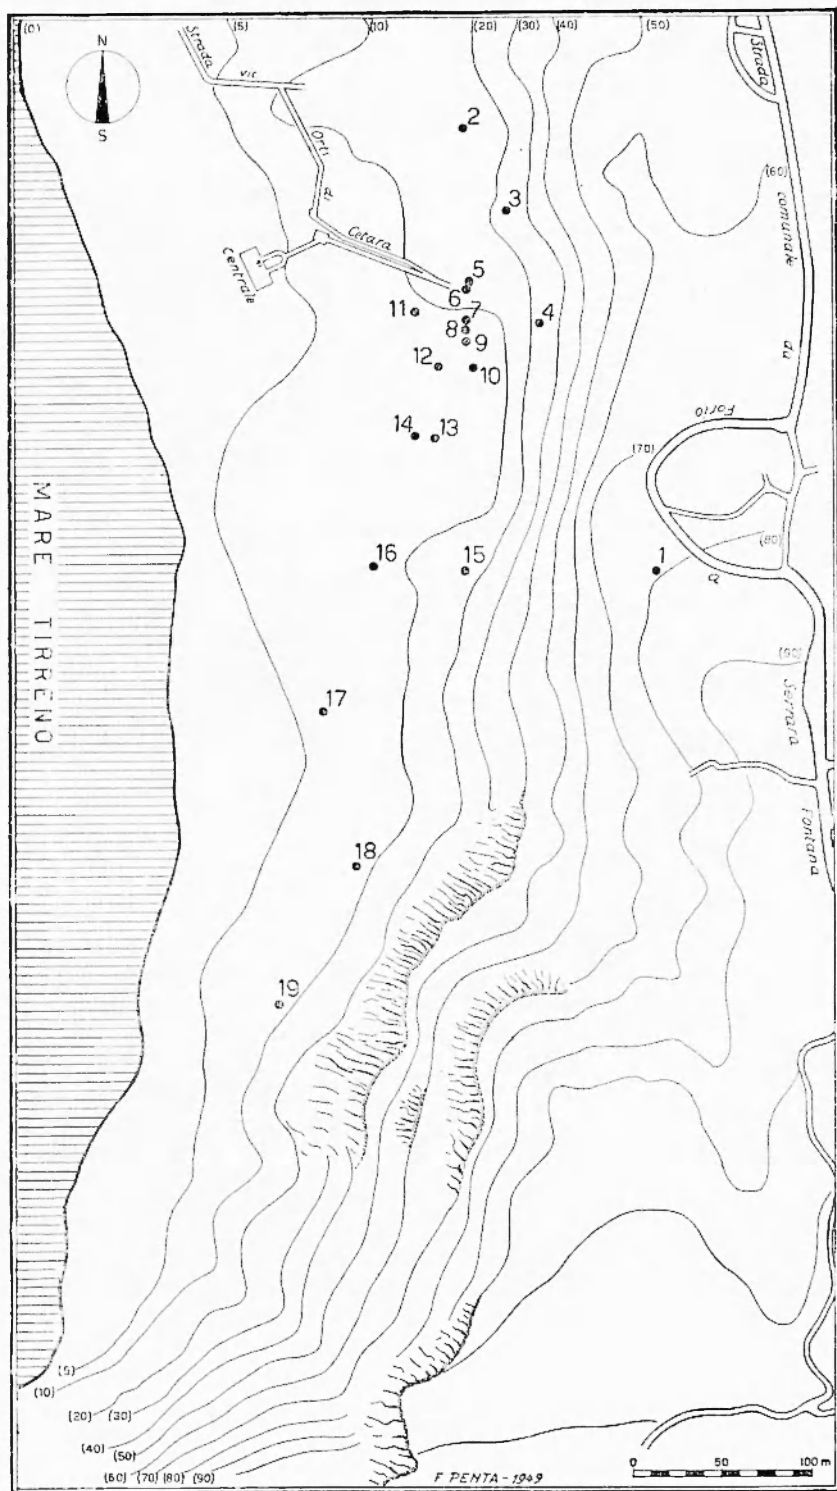 (0) (5) (10) (20) (30) (40) (50)
N
S
Strada
vic
Orti
di
Cetara
centrale
Strada
comunale
da
Forio
a
Serrara
Fontana
(60)
(70)
(80)
(90)
2
3
5
6
11
7
4
8
9
12
10
14
13
16
15
1
17
18
19
MARE TIRRENO
(5)
(10)
(20) (30)
(40)
(50)
(60) (70) (80) (90)
F. PENTA - 1949
0 50 100 m